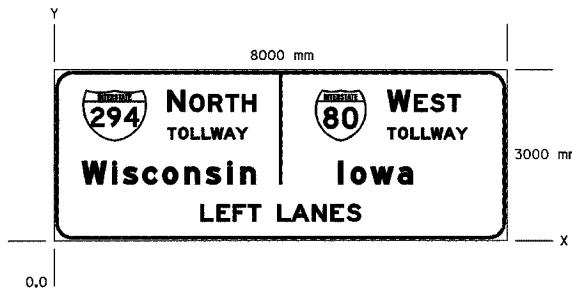 Y
8000 mm
INTERSTATE
294
NORTH
TOLLWAY
INTERSTATE
80
WEST
TOLLWAY
3000 mm
Wisconsin
Iowa
LEFT LANES
X
0,0